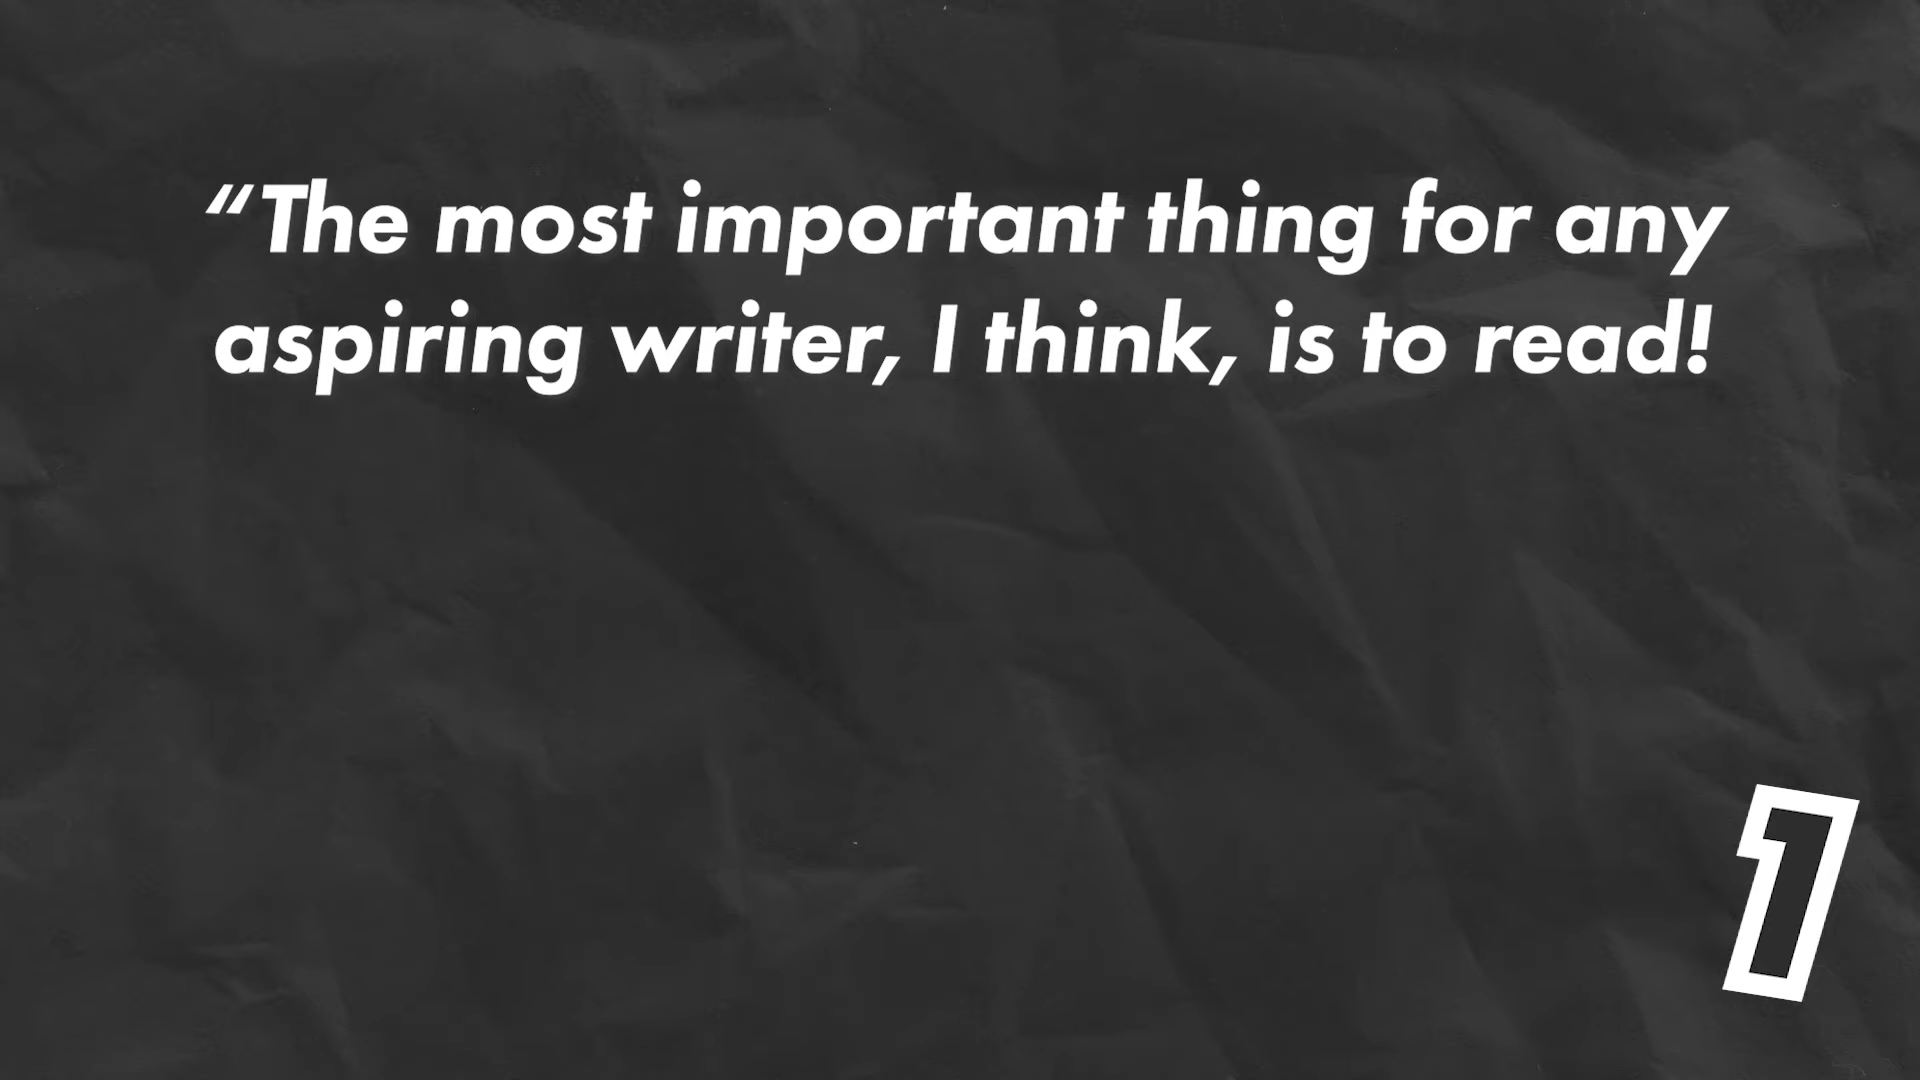 “The most important thing for any
aspiring writer, I think, is to read!
1